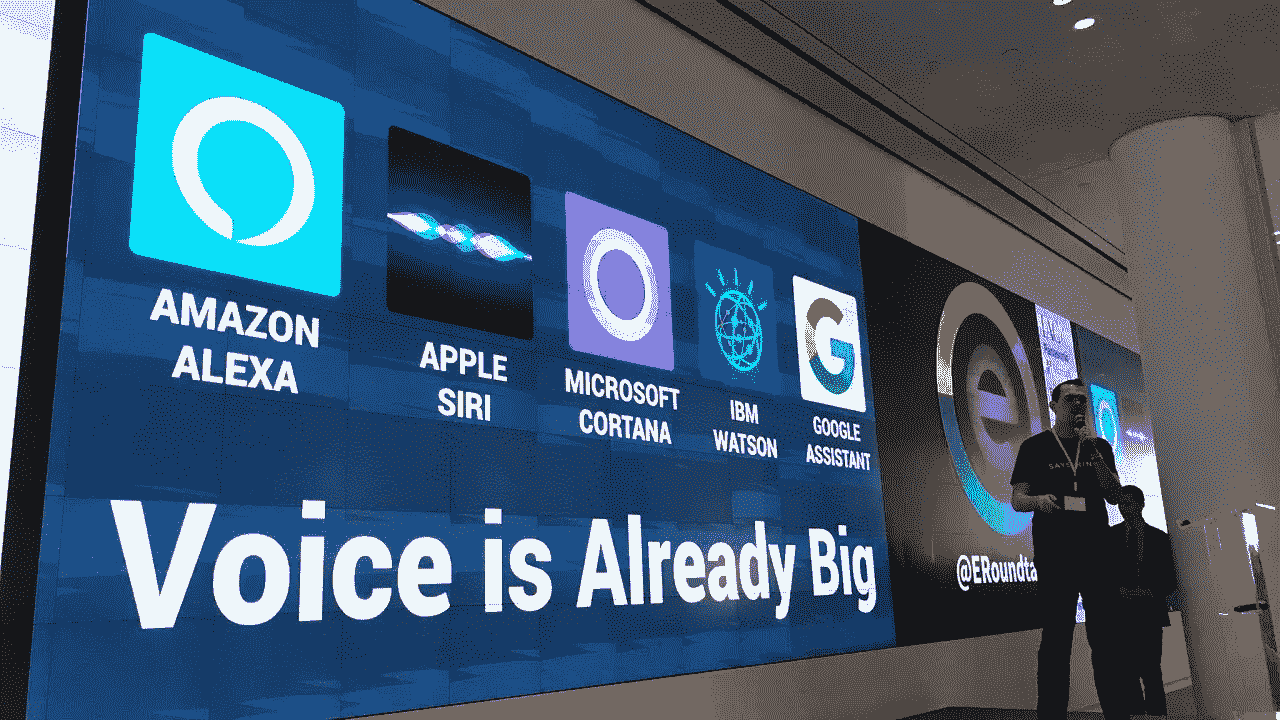 AMAZON
ALEXA
APPLE
SIRI
MICROSOFT
CORTANA
IBM
WATSON
GOOGLE
ASSISTANT
Voice is Already Big
e
@ERoundta